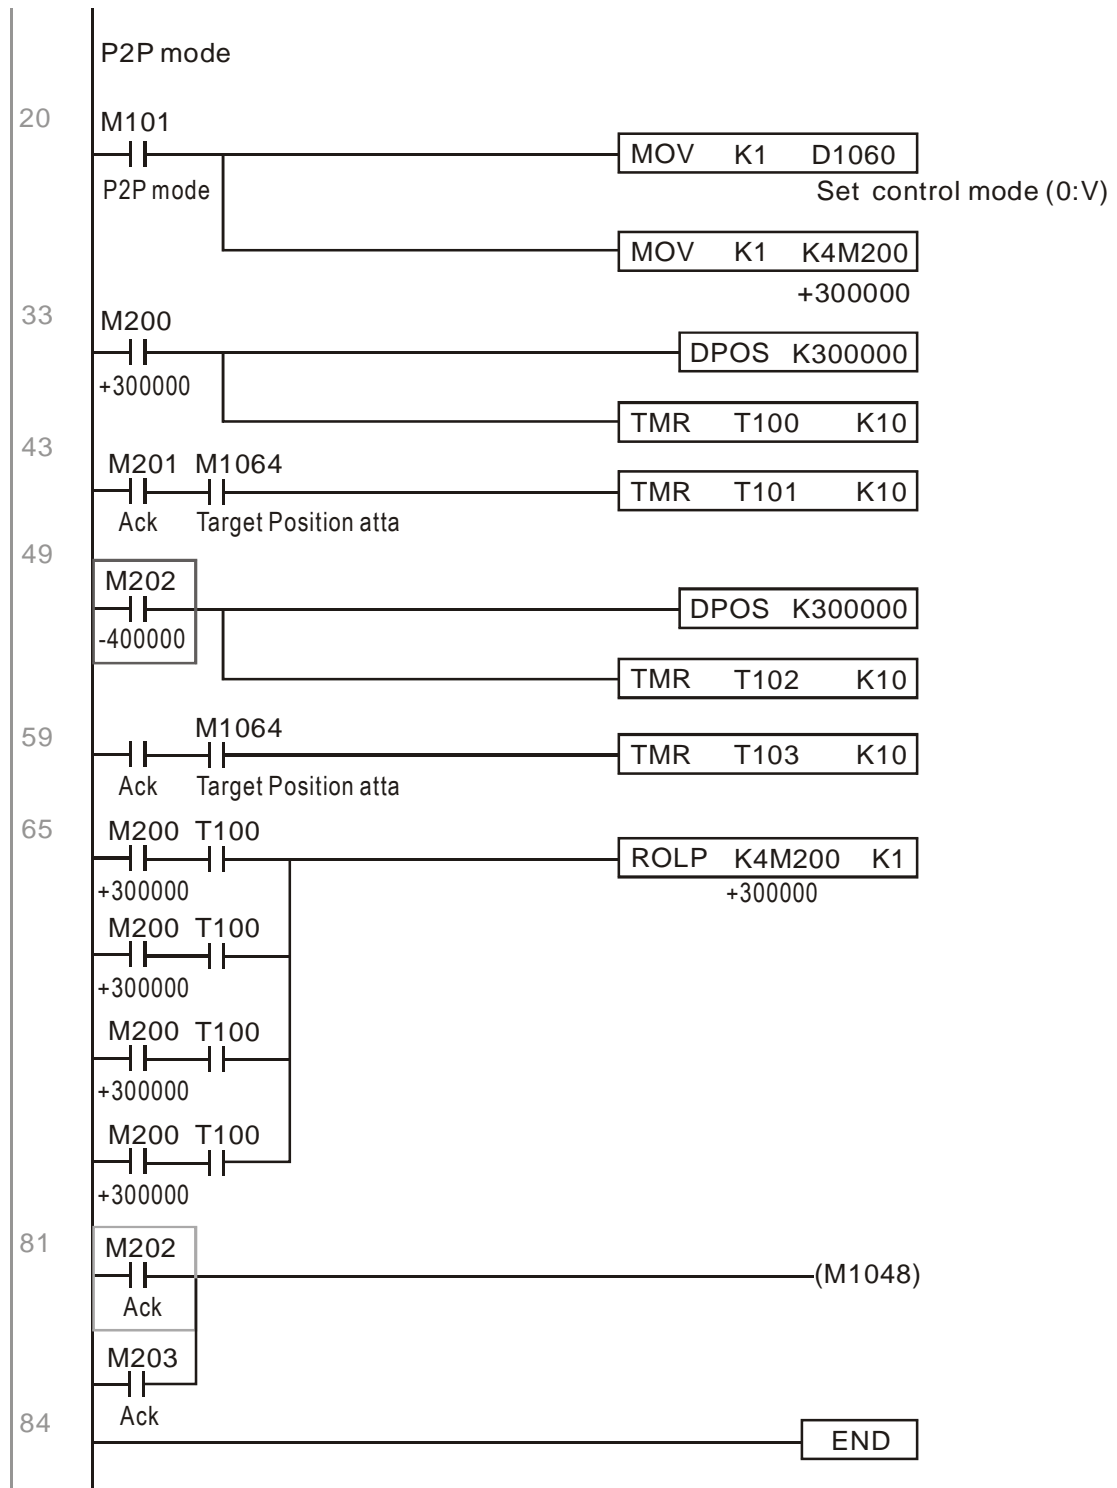 P2P mode
20
M101
MOV K1 D1060
P2P mode
Set control mode (0:V)
MOV K1 K4M200
+300000
33
M200
DPOS K300000
+300000
TMR T100 K10
43
M201 M1064
TMR T101 K10
Ack Target Position atta
49
M202
DPOS K300000
-400000
TMR T102 K10
59
M1064
TMR T103 K10
Ack Target Position atta
65
M200 T100
ROLP K4M200 K1
+300000
+300000
M200 T100
+300000
M200 T100
+300000
M200 T100
+300000
81
M202
(M1048)
Ack
M203
Ack
84
END